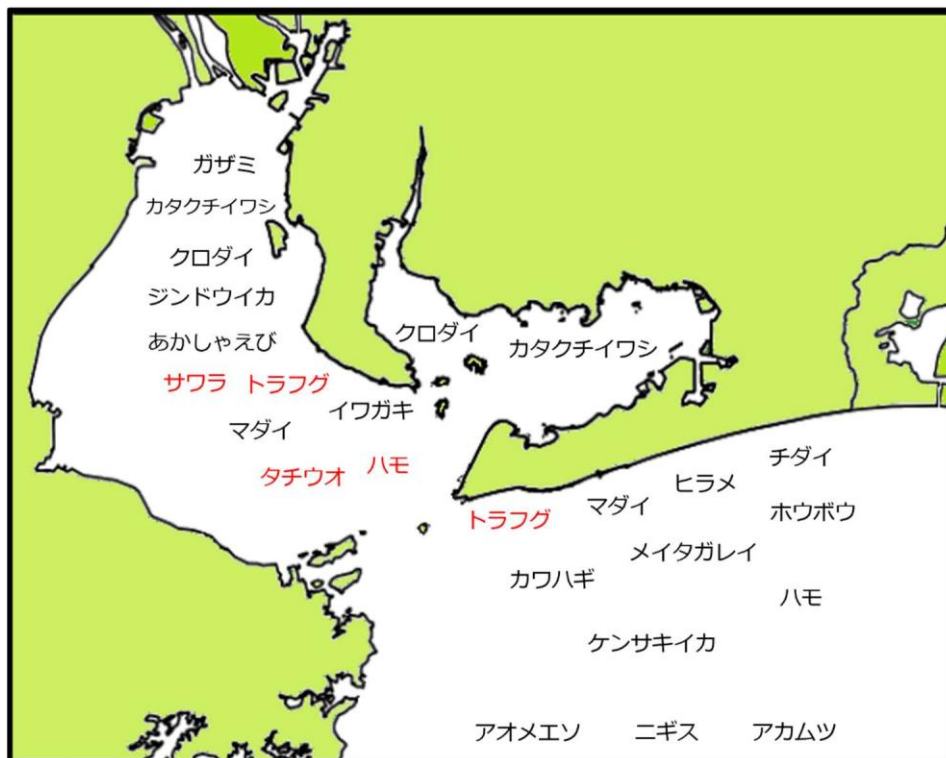 ガザミ
カタクチイワシ
クロダイ
ジンドウイカ
あかしゃえび
サワラ トラフグ
イワガキ
マダイ
タチウオ ハモ
クロダイ
カタクチイワシ
チダイ
ヒラメ
マダイ
トラフグ
ホウボウ
メイタガレイ
カワハギ
ハモ
ケンサキイカ
アオメエソ ニギス アカムツ